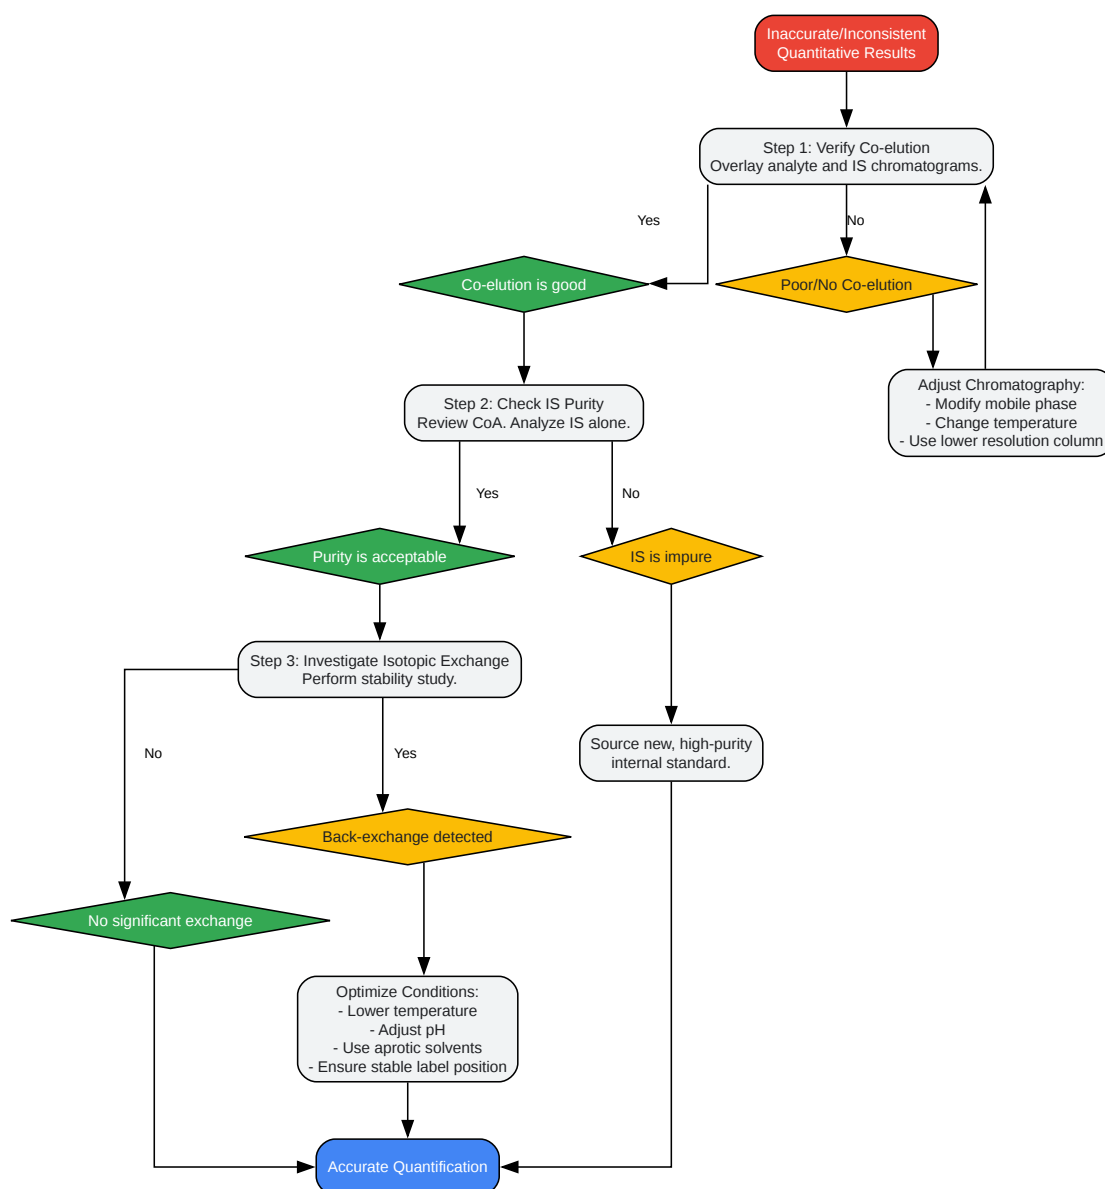 Inaccurate/Inconsistent
Quantitative Results
Step 1: Verify Co-elution
Overlay analyte and IS chromatograms.
Yes
No
Co-elution is good
Poor/No Co-elution
Adjust Chromatography:
- Modify mobile phase
- Change temperature
- Use lower resolution column
Step 2: Check IS Purity
Review CoA. Analyze IS alone.
Yes
No
Purity is acceptable
IS is impure
Step 3: Investigate Isotopic Exchange
Perform stability study.
Source new, high-purity
internal standard.
No
Yes
Back-exchange detected
No significant exchange
Optimize Conditions:
- Lower temperature
- Adjust pH
- Use aprotic solvents
- Ensure stable label position
Accurate Quantification